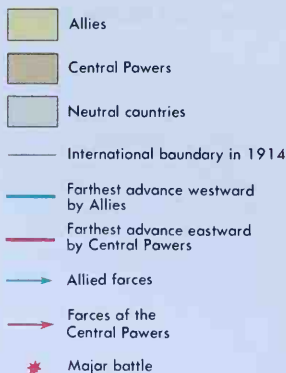 Allies
Central Powers
Neutral countries
International boundary in 1914
Farthest advance westward
by Allies
Farthest advance eastward
by Central Powers
Allied forces
Forces of the
Central Powers
Major battle